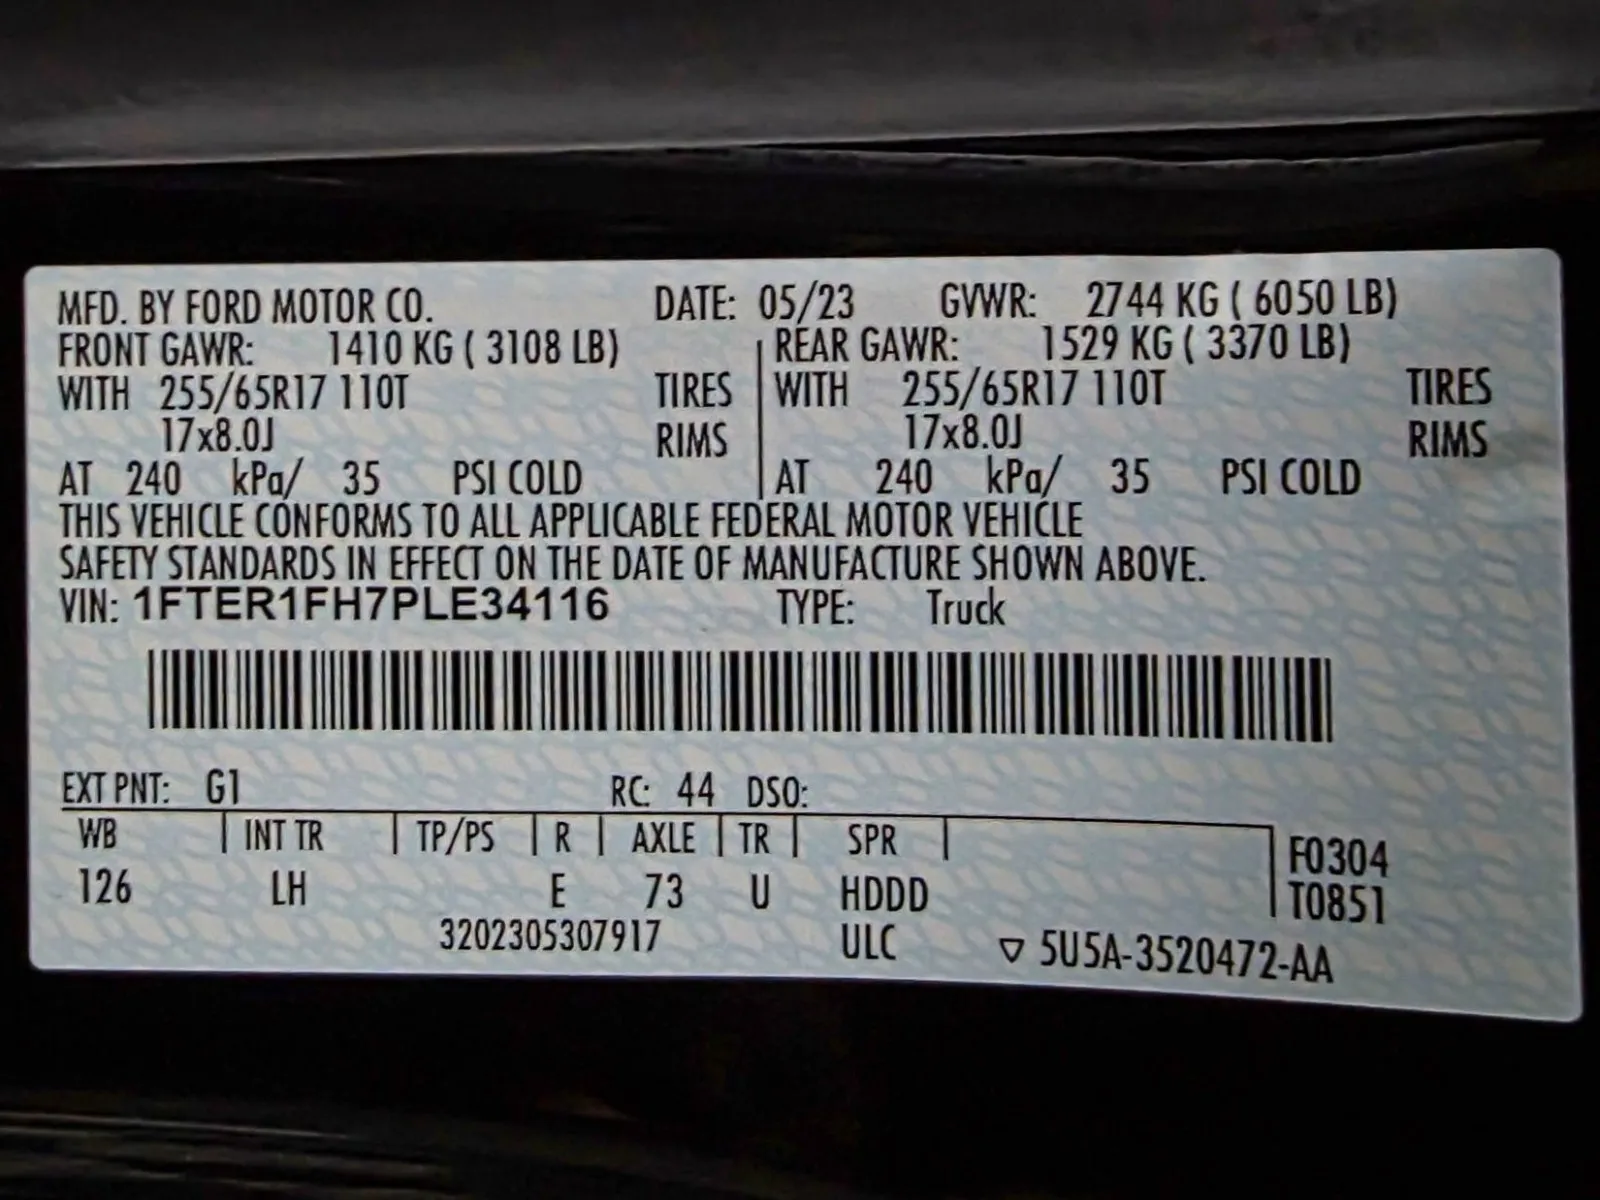 MFD. BY FORD MOTOR CO. DATE: 05/23 GVWR: 2744 KG ( 6050 LB)
FRONT GAWR: 1410 KG ( 3108 LB) REAR GAWR: 1529 KG ( 3370 LB)
WITH 255/65R17 110T TIRES WITH 255/65R17 110T TIRES
17x8.0J RIMS 17x8.0J RIMS
AT 240 kPa/ 35 PSI COLD AT 240 kPa/ 35 PSI COLD
THIS VEHICLE CONFORMS TO ALL APPLICABLE FEDERAL MOTOR VEHICLE
SAFETY STANDARDS IN EFFECT ON THE DATE OF MANUFACTURE SHOWN ABOVE.
VIN: 1FTER1FH7PLE34116 TYPE: Truck
EXT PNT: G1 RC: 44 DSO:
WB INT TR TP/PS R AXLE TR SPR F0304
126 LH E 73 U HDDD T0851
3202305307917 ULC ▽ 5U5A-3520472-AA